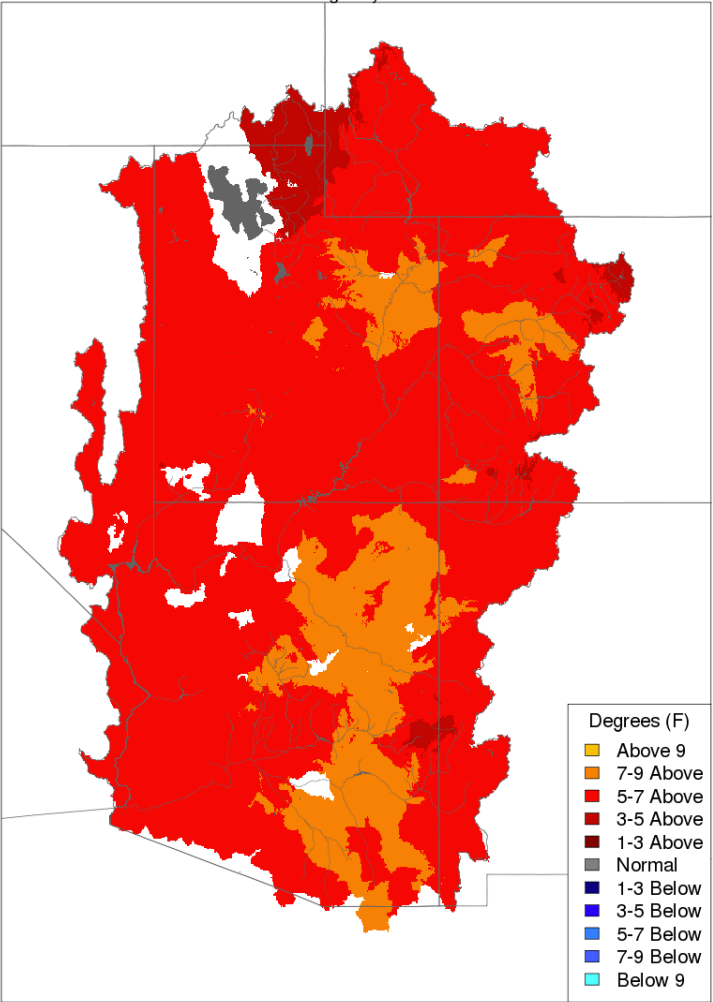 Degrees (F)
Above 9
7-9 Above
5-7 Above
3-5 Above
1-3 Above
Normal
1-3 Below
3-5 Below
5-7 Below
7-9 Below
Below 9